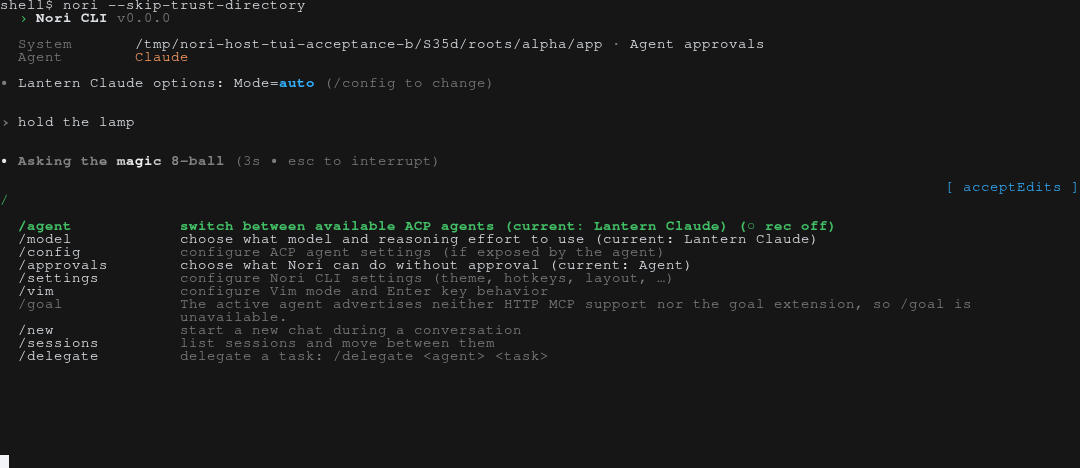 shell$ nori --skip-trust-directory
› Nori CLI v0.0.0
System /tmp/nori-host-tui-acceptance-b/S35d/roots/alpha/app · Agent approvals
Agent Claude
• Lantern Claude options: Mode=auto (/config to change)
› hold the lamp
• Asking the magic 8-ball (3s • esc to interrupt)
[ acceptEdits ]
/
/agent switch between available ACP agents (current: Lantern Claude) (○ rec off)
/model choose what model and reasoning effort to use (current: Lantern Claude)
/config configure ACP agent settings (if exposed by the agent)
/approvals choose what Nori can do without approval (current: Agent)
/settings configure Nori CLI settings (theme, hotkeys, layout, …)
/vim configure Vim mode and Enter key behavior
/goal The active agent advertises neither HTTP MCP support nor the goal extension, so /goal is
unavailable.
/new start a new chat during a conversation
/sessions list sessions and move between them
/delegate delegate a task: /delegate <agent> <task>